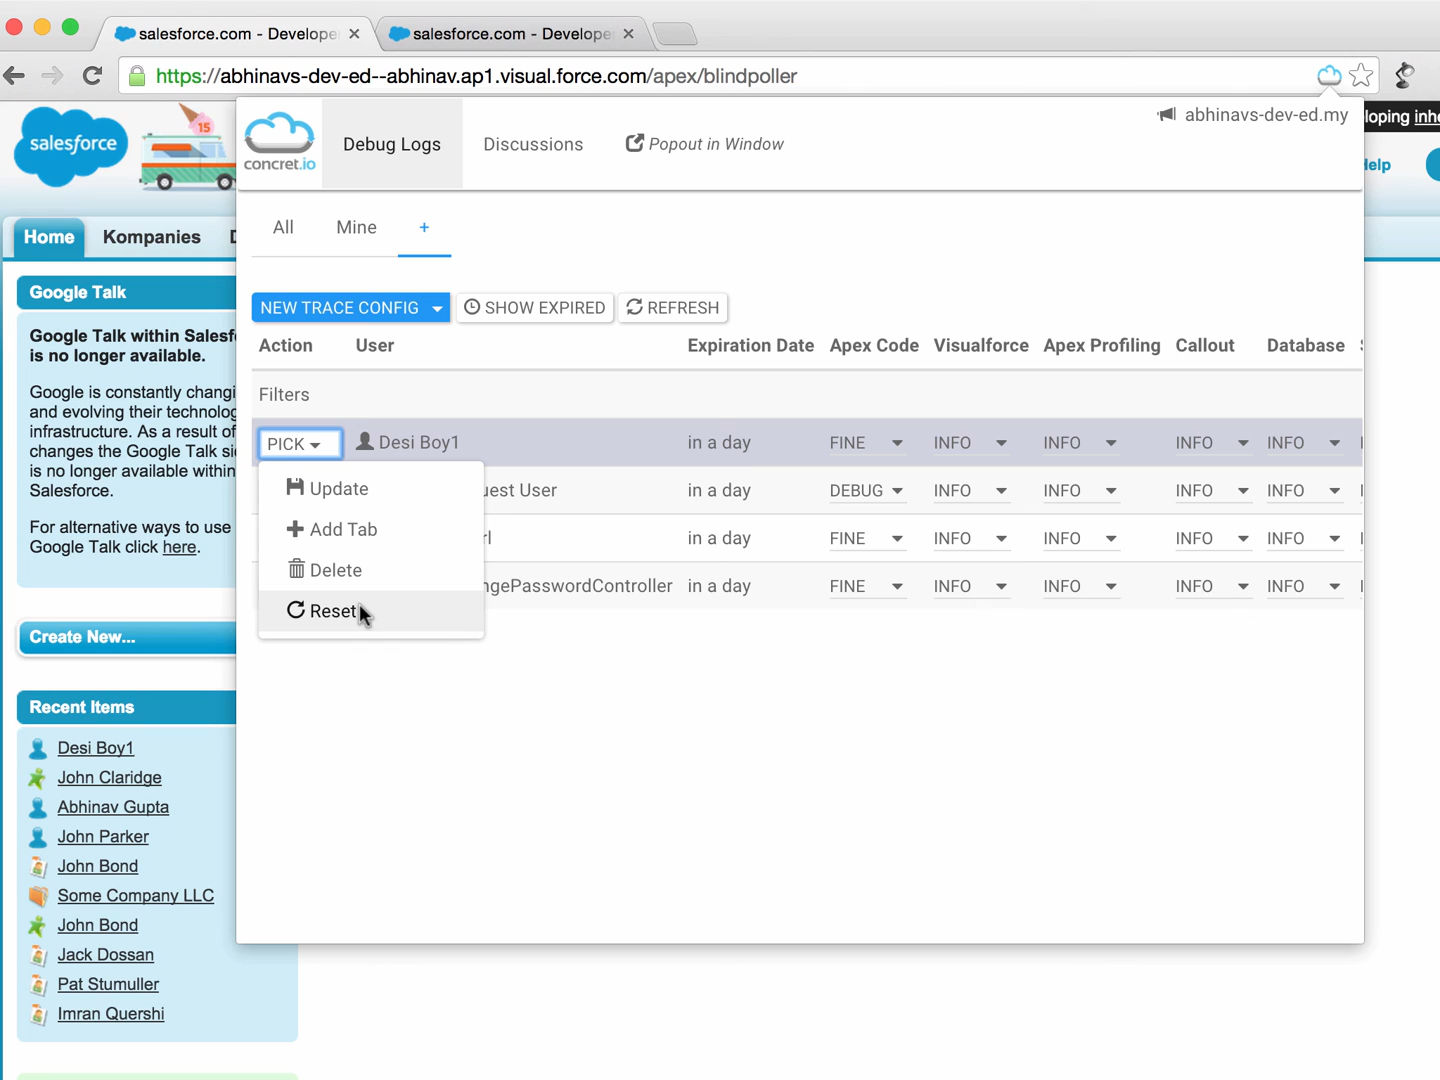 salesforce.com - Develope
salesforce.com - Develope
https://abhinavs-dev-ed--abhinav.ap1.visual.force.com/apex/blindpoller
salesforce
15
concret.io
Debug Logs
Discussions
Popout in Window
abhinavs-dev-ed.my
loping inhe
Help
Home
Kompanies
All
Mine
+
Google Talk
Google Talk within Salesf
is no longer available.
Google is constantly changi
and evolving their technolog
infrastructure. As a result of
changes the Google Talk si
is no longer available within
Salesforce.
For alternative ways to use
Google Talk click here.
NEW TRACE CONFIG
SHOW EXPIRED
REFRESH
Action User Expiration Date Apex Code Visualforce Apex Profiling Callout Database
Filters
PICK Desi Boy1 in a day FINE INFO INFO INFO INFO
uest User in a day DEBUG INFO INFO INFO INFO
rl in a day FINE INFO INFO INFO INFO
ngePasswordController in a day FINE INFO INFO INFO INFO
Update
Add Tab
Delete
Reset
Create New...
Recent Items
Desi Boy1
John Claridge
Abhinav Gupta
John Parker
John Bond
Some Company LLC
John Bond
Jack Dossan
Pat Stumuller
Imran Quershi